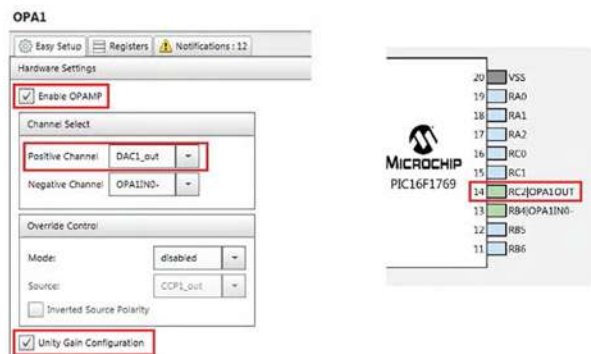 OPA1
Easy Setup Registers Notifications : 12
Hardware Settings
Enable OPAMP
Channel Select
Positive Channel DAC1_out
Negative Channel OPA1IN0-
Override Control
Mode: disabled
Source: CCP1_out
Inverted Source Polarity
Unity Gain Configuration
MICROCHIP
PIC16F1769
20 VSS
19 RA0
18 RA1
17 RA2
16 RC0
15 RC1
14 RC2|OPA1OUT
13 RB4|OPA1IN0-
12 RB5
11 RB6